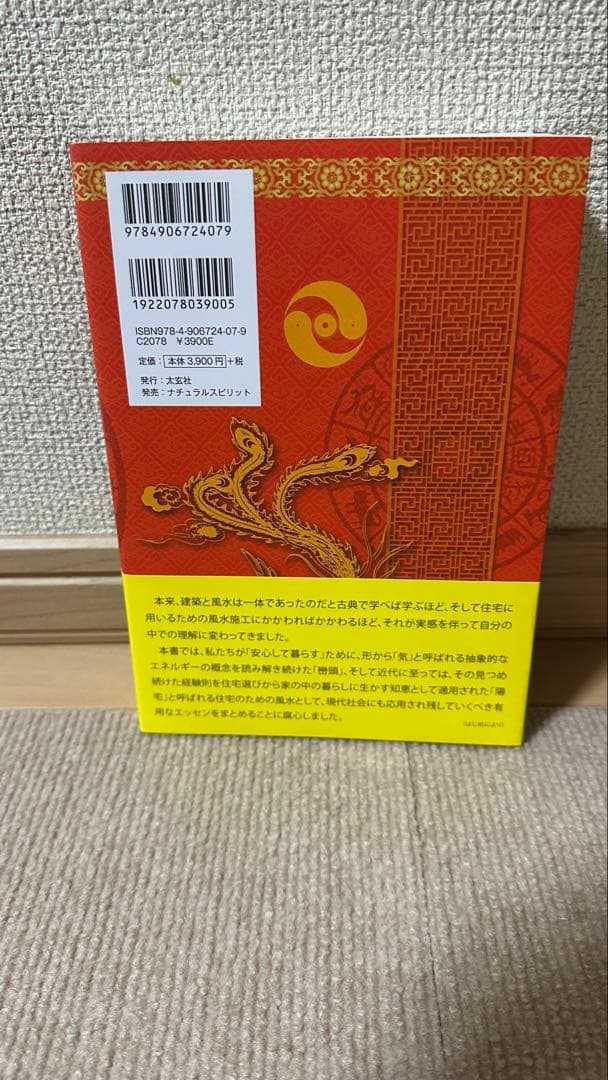 9784906724079
1922078039005
ISBN978-4-906724-07-9
C2078 ¥3900E
定価： 本体 3,900 円 +税
発行：太玄社
発売：ナチュラルスピリット
本来、建築と風水は一体であったのだと古典で学べば学ぶほど、そして住宅に
用いるための風水施工にかかわればかかわるほど、それが実感を伴って自分の
中での理解に変わってきました。
本書では、私たちが“安心して暮らす”ために、形から「気」と呼ばれる抽象的な
エネルギーの概念を読み解き続けた「巒頭」、そして近代に至っては、その見つめ
続けた経験則を住宅選びから家の中の暮らしに生かす知恵として適用された「陽
宅」と呼ばれる住宅のための風水として、現代社会にも応用され残していくべき有
用なエッセンをまとめることに腐心しました。
（はじめにより）